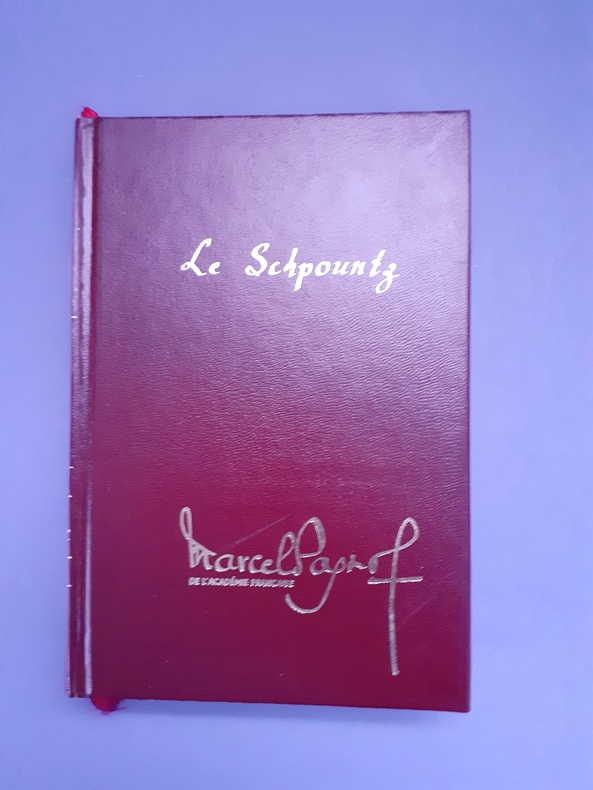 Le Schpountz
Marcel Pagnol
DE L'ACADÉMIE FRANÇAISE